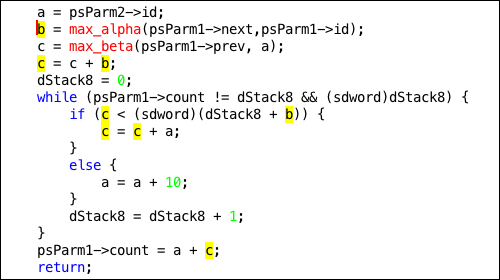 a = psParm2->id;
b = max_alpha(psParm1->next,psParm1->id);
c = max_beta(psParm1->prev, a);
c = c + b;
dStack8 = 0;
while (psParm1->count != dStack8 && (sdword)dStack8) {
if (c < (sdword)(dStack8 + b)) {
c = c + a;
}
else {
a = a + 10;
}
dStack8 = dStack8 + 1;
}
psParm1->count = a + c;
return;